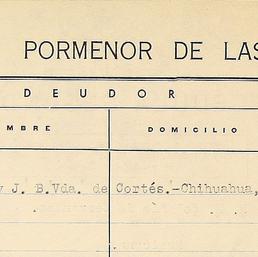 PORMENOR DE LAS
DEUDOR
MBRE DOMICILIO
y J. B.Vda. de Cortés.-Chihuahua,